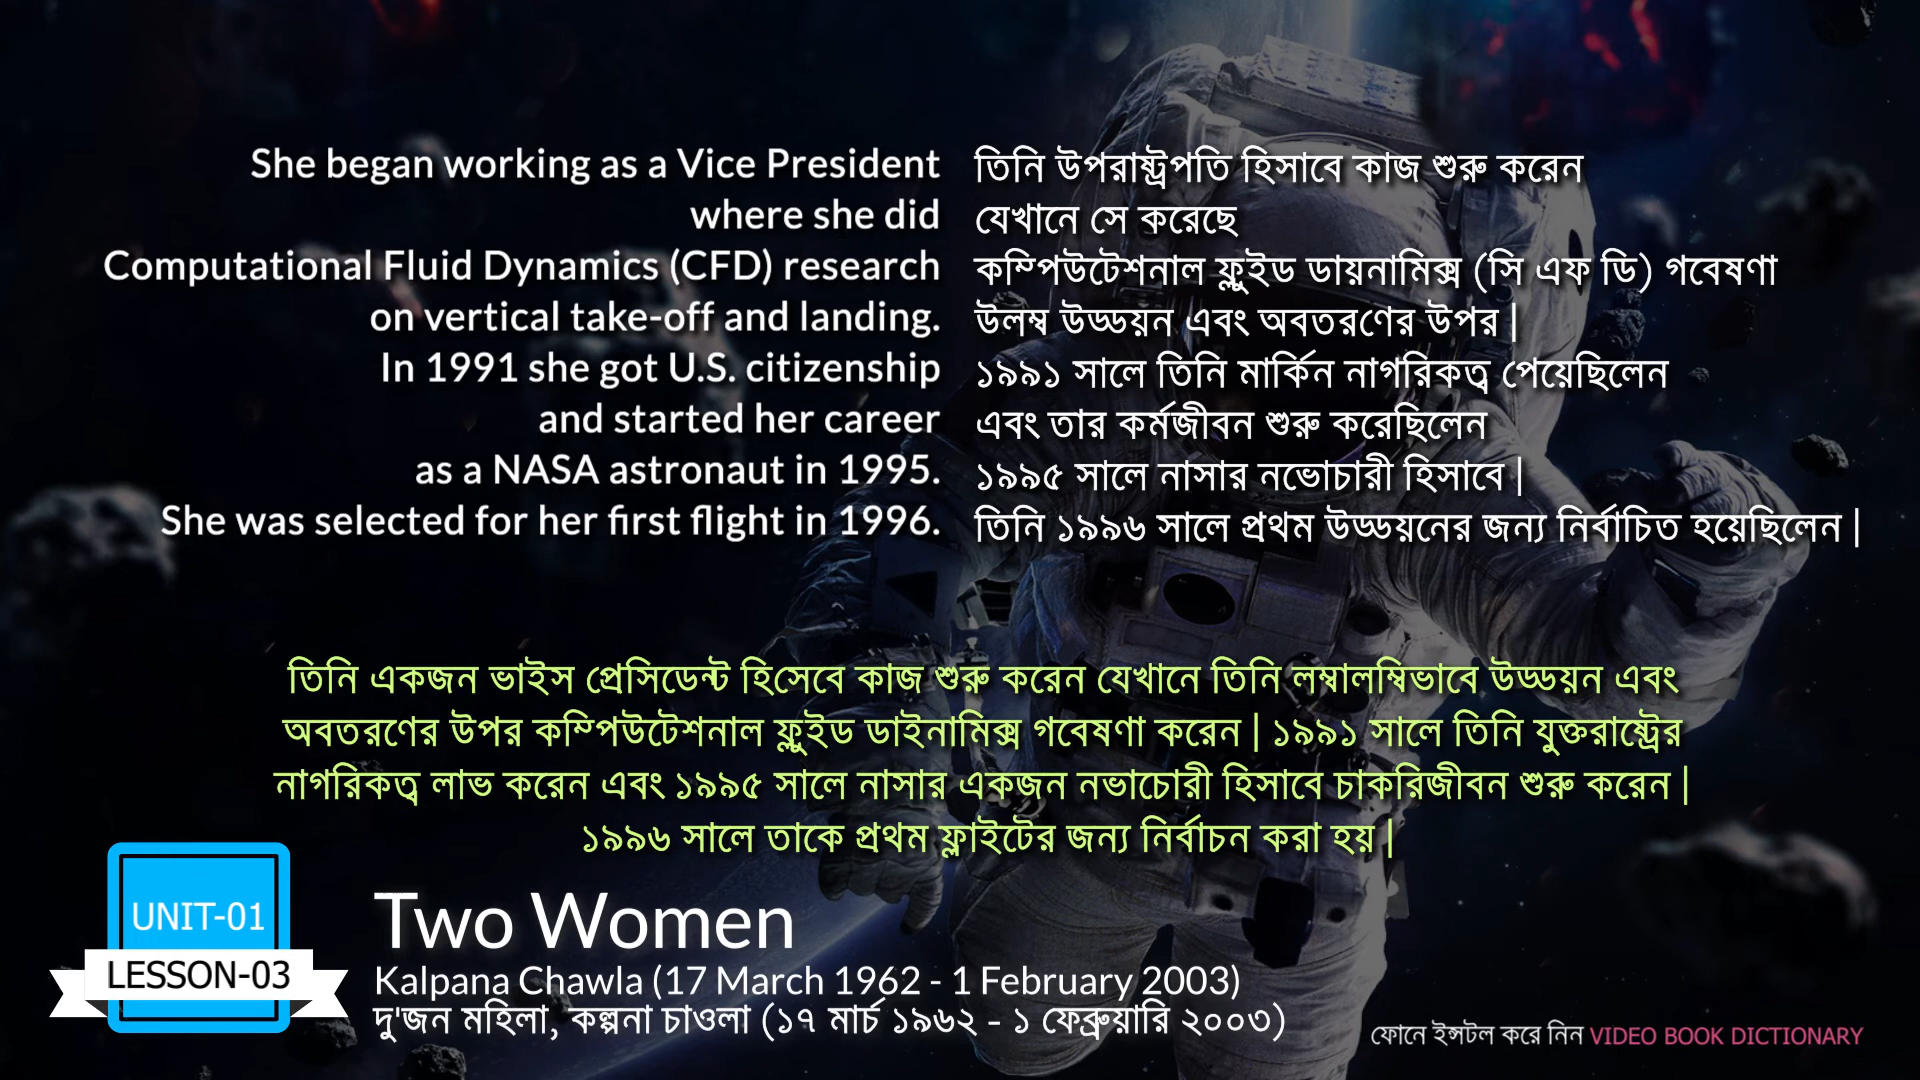 She began working as a Vice President
where she did
Computational Fluid Dynamics (CFD) research
on vertical take-off and landing.
In 1991 she got U.S. citizenship
and started her career
as a NASA astronaut in 1995.
She was selected for her first flight in 1996.
তিনি উপরাষ্ট্রপতি হিসাবে কাজ শুরু করেন
যেখানে সে করেছে
কম্পিউটেশনাল ফ্লুইড ডায়নামিক্স (সি এফ ডি) গবেষণা
উলম্ব উড্ডয়ন এবং অবতরণের উপর |
১৯৯১ সালে তিনি মার্কিন নাগরিকত্ব পেয়েছিলেন
এবং তার কর্মজীবন শুরু করেছিলেন
১৯৯৫ সালে নাসার নভোচারী হিসাবে |
তিনি ১৯৯৬ সালে প্রথম উড্ডয়নের জন্য নির্বাচিত হয়েছিলেন |
তিনি একজন ভাইস প্রেসিডেন্ট হিসেবে কাজ শুরু করেন যেখানে তিনি লম্বালম্বিভাবে উড্ডয়ন এবং
অবতরণের উপর কম্পিউটেশনাল ফ্লুইড ডাইনামিক্স গবেষণা করেন | ১৯৯১ সালে তিনি যুক্তরাষ্ট্রের
নাগরিকত্ব লাভ করেন এবং ১৯৯৫ সালে নাসার একজন নভাচোরী হিসাবে চাকরিজীবন শুরু করেন |
১৯৯৬ সালে তাকে প্রথম ফ্লাইটের জন্য নির্বাচন করা হয় |
UNIT-01
LESSON-03
Two Women
Kalpana Chawla (17 March 1962 - 1 February 2003)
দু'জন মহিলা, কল্পনা চাওলা (১৭ মার্চ ১৯৬২ - ১ ফেব্রুয়ারি ২০০৩)
ফোনে ইন্সটল করে নিন VIDEO BOOK DICTIONARY